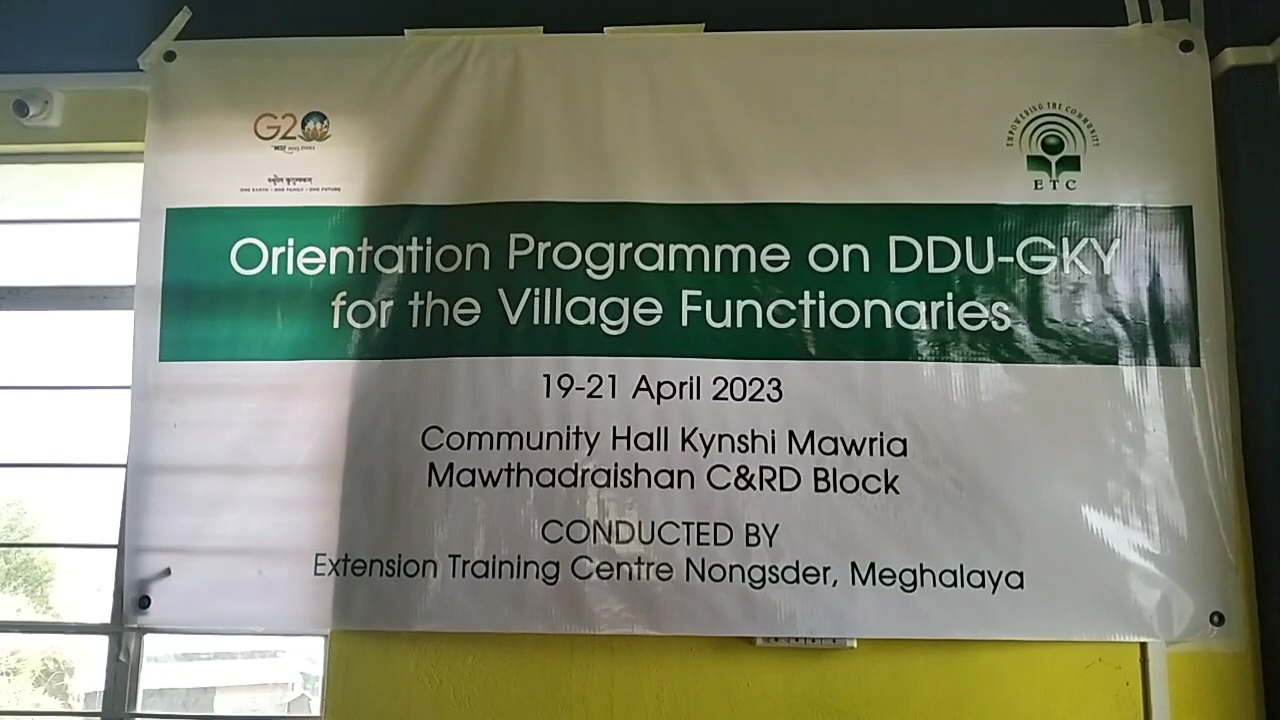 G20
ONE EARTH • ONE FAMILY • ONE FUTURE
EMPOWERING THE COMMUNITY
ETC
Orientation Programme on DDU-GKY
for the Village Functionaries
19-21 April 2023
Community Hall Kynshi Mawria
Mawthadraishan C&RD Block
CONDUCTED BY
Extension Training Centre Nongsder, Meghalaya